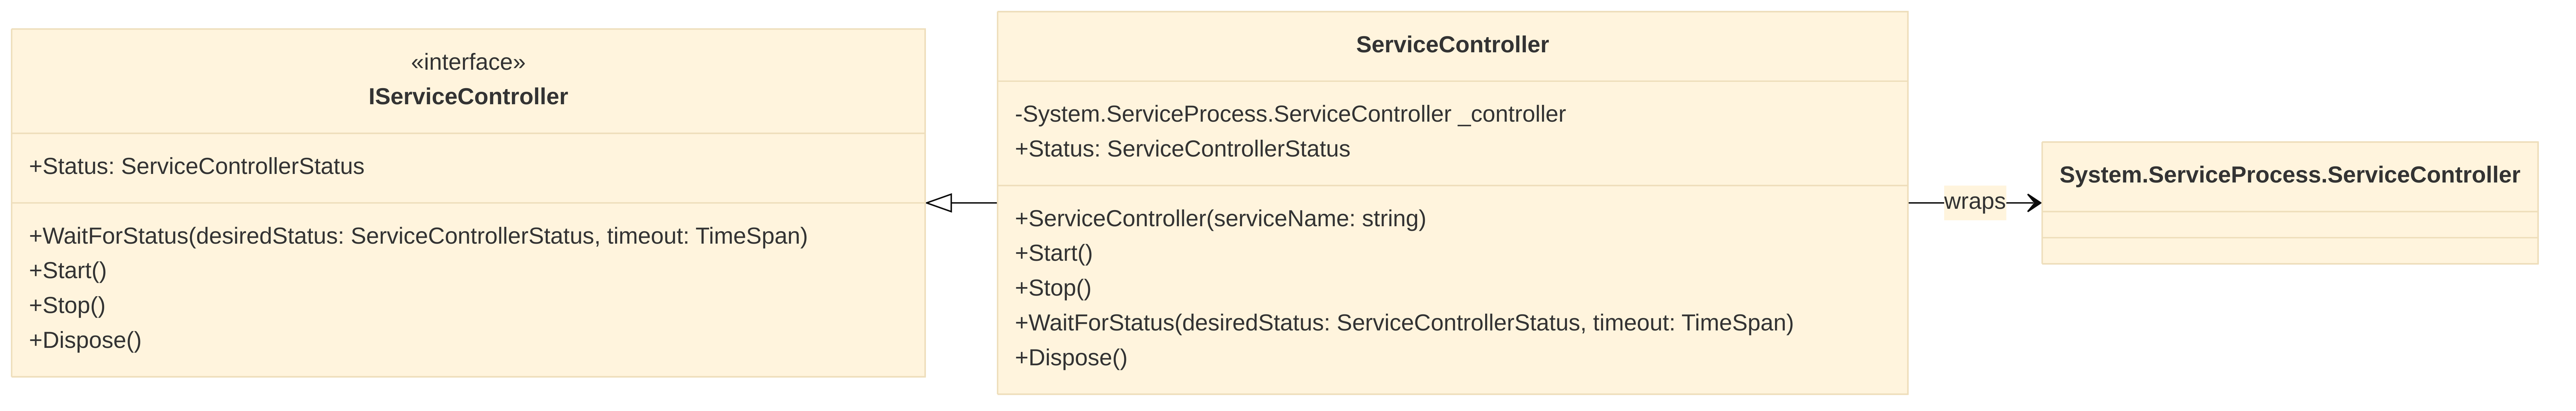 «interface»
IServiceController
+Status: ServiceControllerStatus
+WaitForStatus(desiredStatus: ServiceControllerStatus, timeout: TimeSpan)
+Start()
+Stop()
+Dispose()
ServiceController
-System.ServiceProcess.ServiceController _controller
+Status: ServiceControllerStatus
+ServiceController(serviceName: string)
+Start()
+Stop()
+WaitForStatus(desiredStatus: ServiceControllerStatus, timeout: TimeSpan)
+Dispose()
wraps
System.ServiceProcess.ServiceController